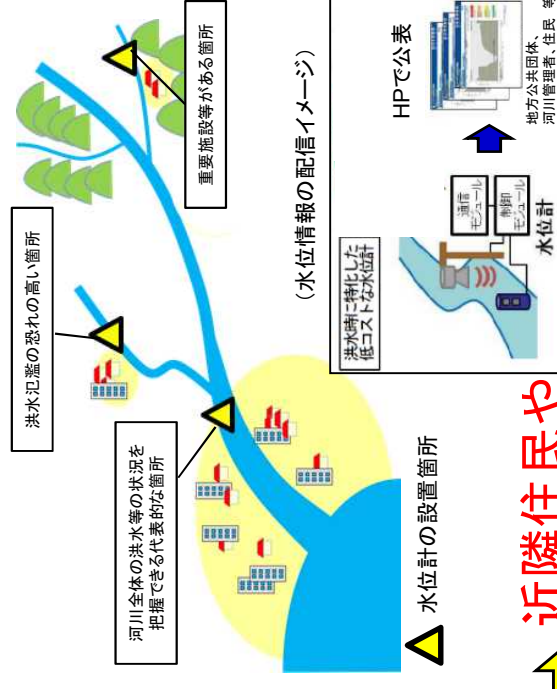 洪水氾濫の恐れの高い箇所
重要施設等がある箇所
河川全体の洪水等の状況を
把握できる代表的な箇所
水位計の設置箇所
(水位情報の配信イメージ)
洪水時に特化した
低コストな水位計
通信
モジュール
制御
モジュール
水位計
HPで公表
地方公共団体、
河川管理者、住民 等
近隣住民や